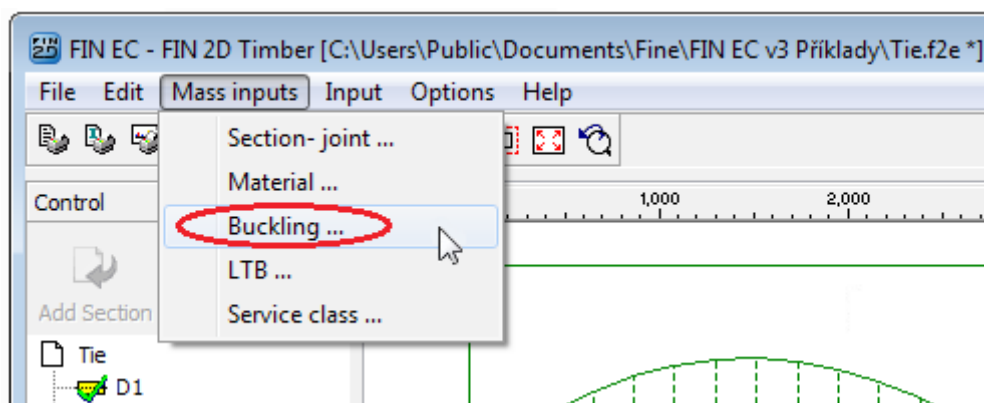 FIN EC - FIN 2D Timber [C:\Users\Public\Documents\Fine\FIN EC v3 Příklady\Tie.f2e *]
File Edit Mass inputs Input Options Help
Section- joint ...
Material ...
Buckling ...
LTB ...
Service class ...
Control
1,000 2,000
Add Section
Tie
D1